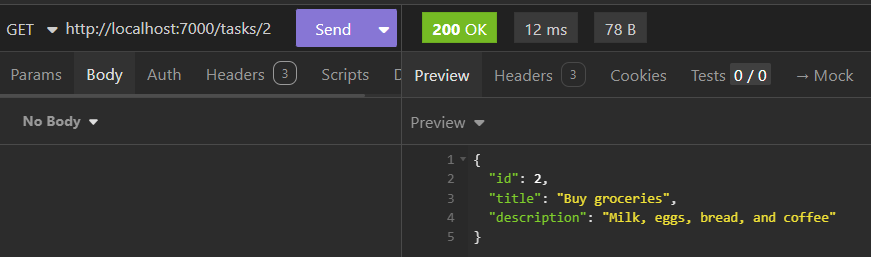 GET http://localhost:7000/tasks/2 Send 200 OK 12 ms 78 B
Params Body Auth Headers 3 Scripts D Preview Headers 3 Cookies Tests 0 / 0 → Mock
No Body Preview
1 {
2 "id": 2,
3 "title": "Buy groceries",
4 "description": "Milk, eggs, bread, and coffee"
5 }